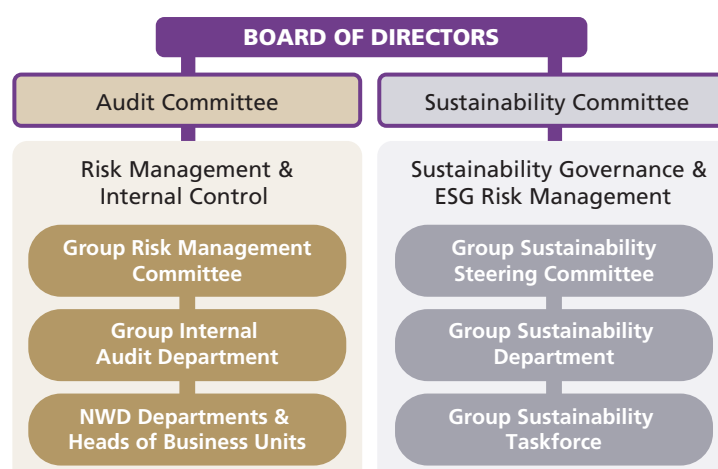 BOARD OF DIRECTORS
Audit Committee
Sustainability Committee
Risk Management &
Internal Control
Group Risk Management
Committee
Group Internal
Audit Department
NWD Departments &
Heads of Business Units
Sustainability Governance &
ESG Risk Management
Group Sustainability
Steering Committee
Group Sustainability
Department
Group Sustainability
Taskforce